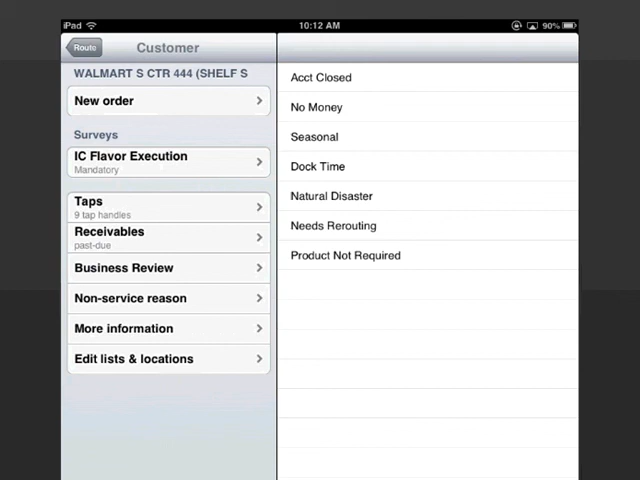 iPad 10:12 AM 90%
Route Customer
WALMART S CTR 444 (SHELF S
New order
Surveys
IC Flavor Execution
Mandatory
Taps
9 tap handles
Receivables
past-due
Business Review
Non-service reason
More information
Edit lists & locations
Acct Closed
No Money
Seasonal
Dock Time
Natural Disaster
Needs Rerouting
Product Not Required